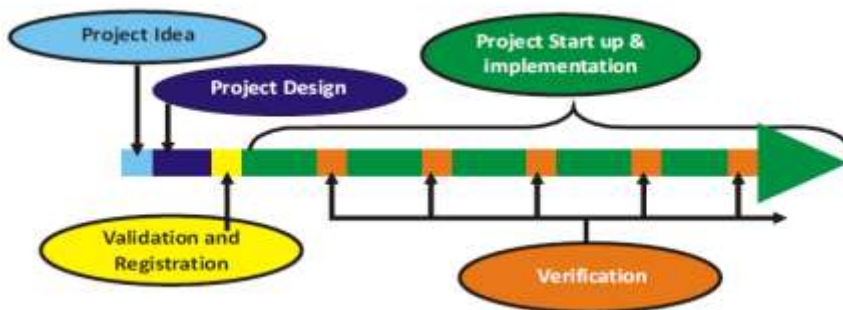 Project Idea
Project Start up &
implementation
Project Design
Validation and
Registration
Verification